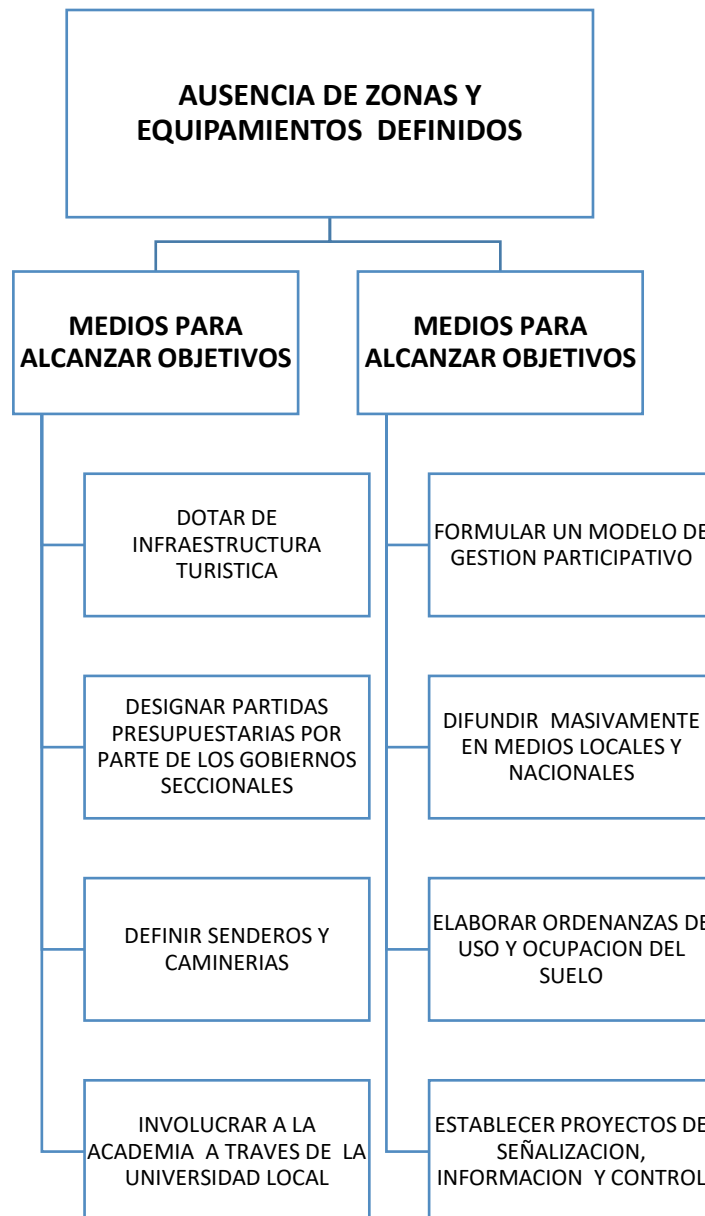 AUSENCIA DE ZONAS Y
EQUIPAMIENTOS DEFINIDOS
MEDIOS PARA
ALCANZAR OBJETIVOS
DOTAR DE
INFRAESTRUCTURA
TURISTICA
DESIGNAR PARTIDAS
PRESUPUESTARIAS POR
PARTE DE LOS GOBIERNOS
SECCIONALES
DEFINIR SENDEROS Y
CAMINERIAS
INVOLUCRAR A LA
ACADEMIA A TRAVES DE LA
UNIVERSIDAD LOCAL
MEDIOS PARA
ALCANZAR OBJETIVOS
FORMULAR UN MODELO DE
GESTION PARTICIPATIVO
DIFUNDIR MASIVAMENTE
EN MEDIOS LOCALES Y
NACIONALES
ELABORAR ORDENANZAS DE
USO Y OCUPACION DEL
SUELO
ESTABLECER PROYECTOS DE
SEÑALIZACION,
INFORMACION Y CONTROL